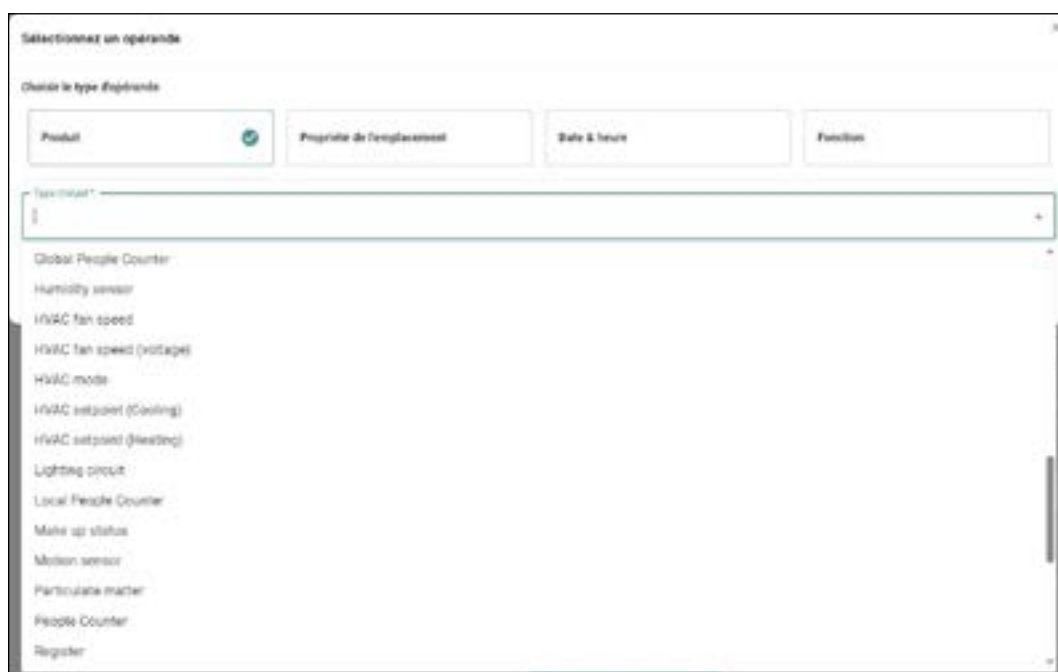 Sélectionnez un opérande
Choisir le type d'opérande
Produit
Propriété de l'emplacement
Date & heure
Fonction
Global People Counter
Humidity sensor
HVAC fan speed
HVAC fan speed (voltage)
HVAC mode
HVAC setpoint (Cooling)
HVAC setpoint (Heating)
Lighting circuit
Local People Counter
Make up status
Motion sensor
Particulate matter
People Counter
Register